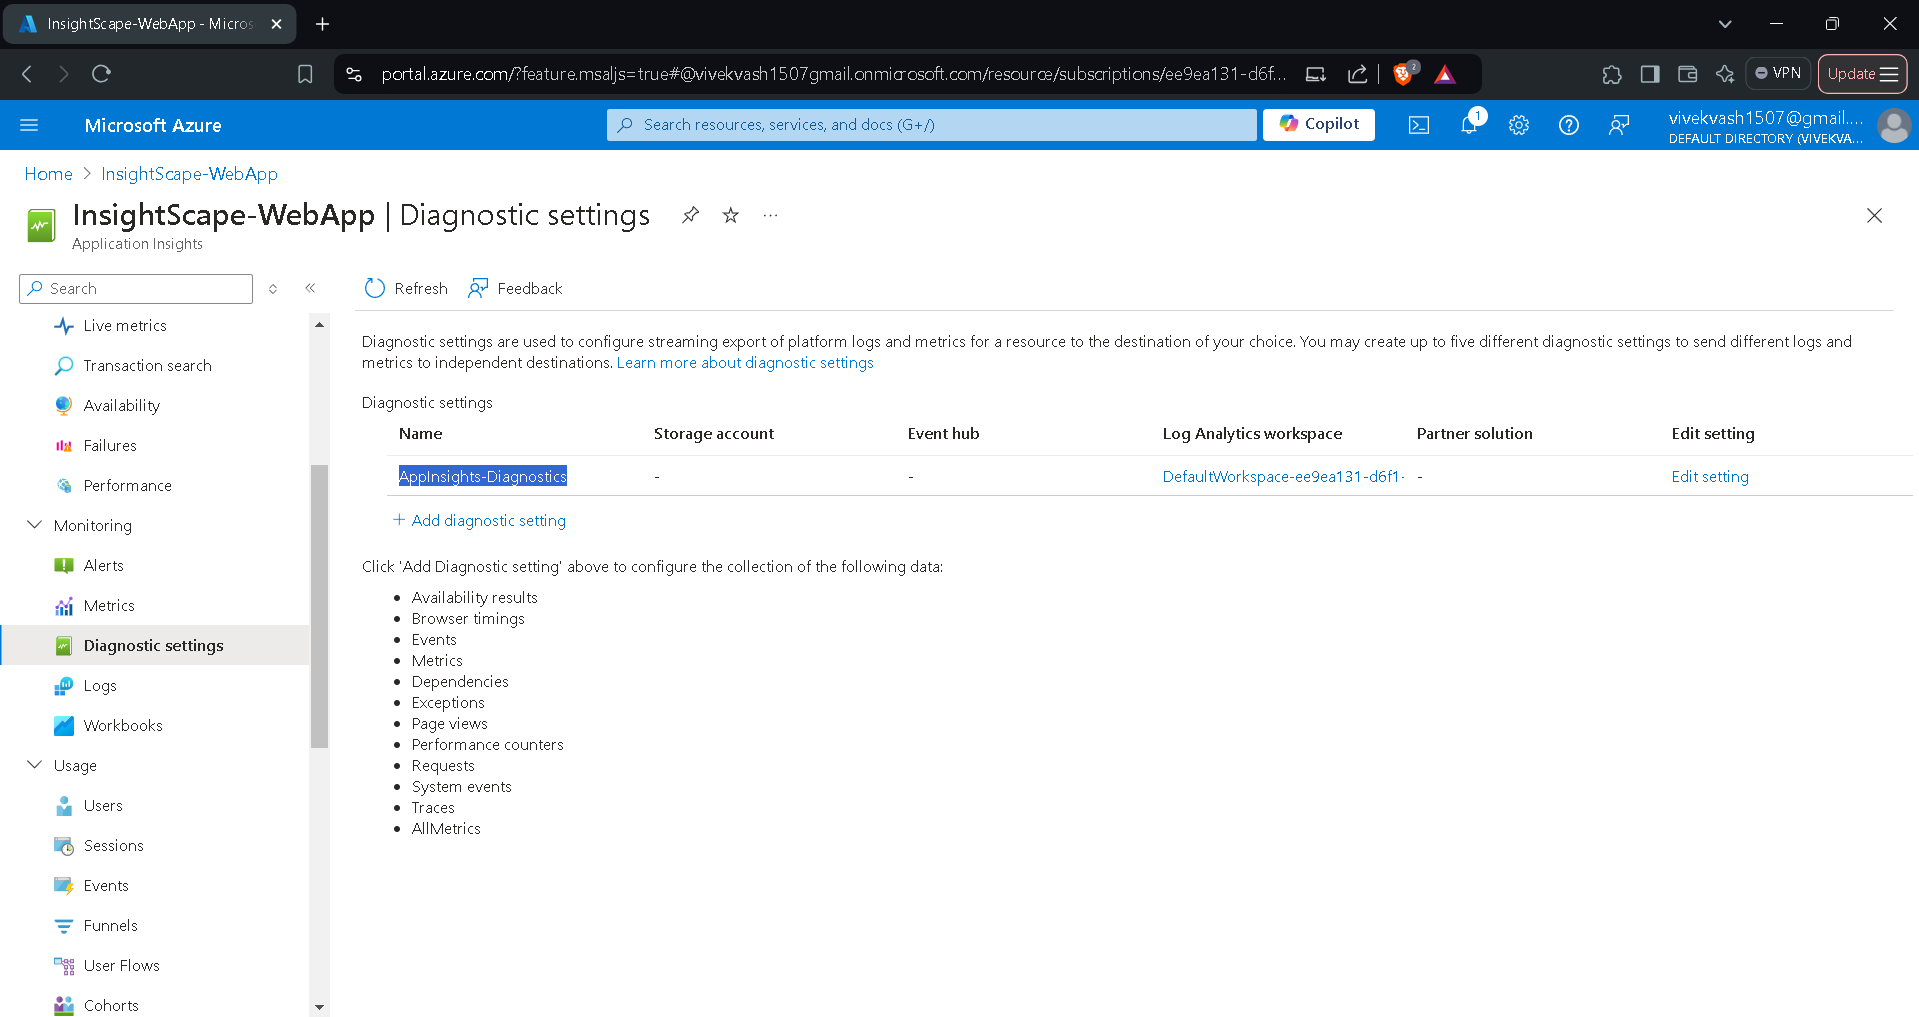 InsightScape-WebApp - Micros
portal.azure.com/?feature.msaljs=true#@vivekvash1507gmail.onmicrosoft.com/resource/subscriptions/ee9ea131-d6f...
2
VPN
Update
Microsoft Azure
Search resources, services, and docs (G+/)
Copilot
1
vivekvash1507@gmail....
DEFAULT DIRECTORY (VIVEKVA...
Home > InsightScape-WebApp
InsightScape-WebApp | Diagnostic settings
Application Insights
Search
Refresh
Feedback
Live metrics
Transaction search
Availability
Failures
Performance
Monitoring
Alerts
Metrics
Diagnostic settings
Logs
Workbooks
Usage
Users
Sessions
Events
Funnels
User Flows
Cohorts
Diagnostic settings are used to configure streaming export of platform logs and metrics for a resource to the destination of your choice. You may create up to five different diagnostic settings to send different logs and
metrics to independent destinations. Learn more about diagnostic settings
Diagnostic settings
Name Storage account Event hub Log Analytics workspace Partner solution Edit setting
AppInsights-Diagnostics - - DefaultWorkspace-ee9ea131-d6f1- - Edit setting
+ Add diagnostic setting
Click 'Add Diagnostic setting' above to configure the collection of the following data:
• Availability results
• Browser timings
• Events
• Metrics
• Dependencies
• Exceptions
• Page views
• Performance counters
• Requests
• System events
• Traces
• AllMetrics